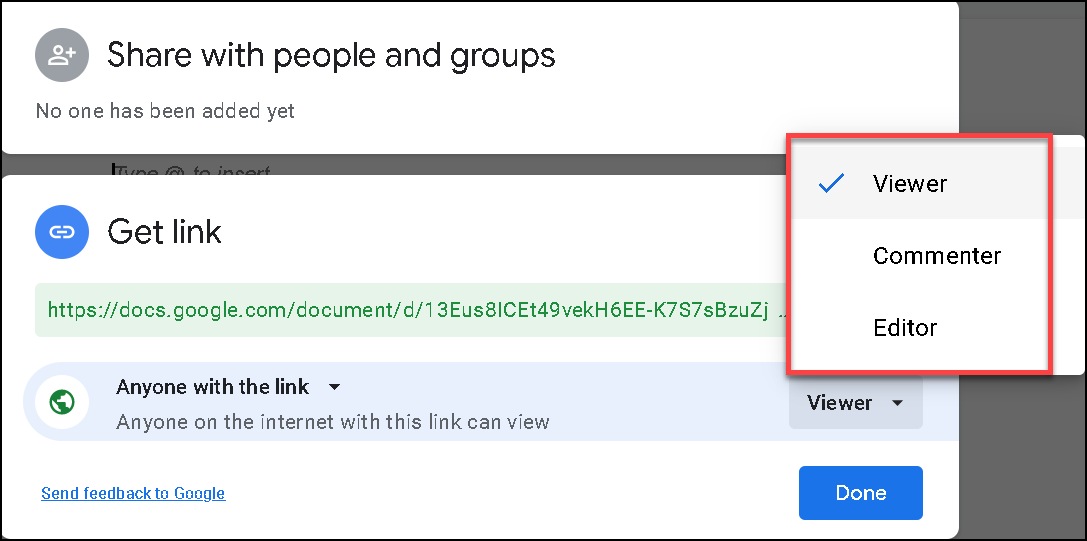 Share with people and groups
No one has been added yet
Type @ to insert
Get link
https://docs.google.com/document/d/13Eus8ICEt49vekH6EE-K7S7sBzuZj ...
Anyone with the link
Anyone on the internet with this link can view
Viewer
Viewer
Commenter
Editor
Send feedback to Google
Done